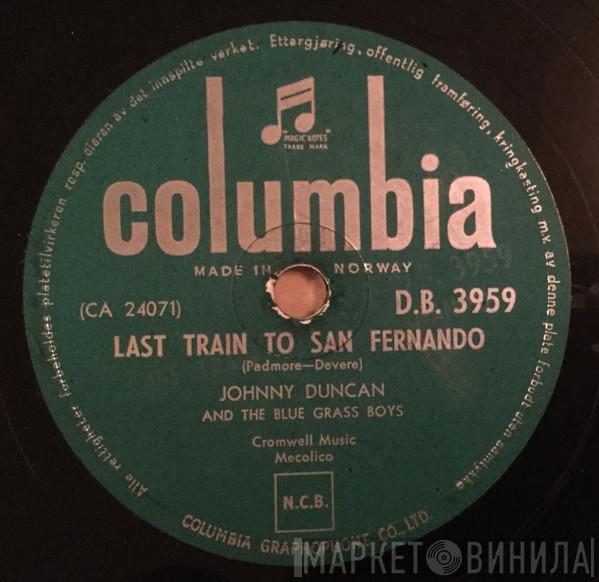 Alle rettigheter forbeholdes platetilvirkeren resp. eieren av det innspilte verket. Ettergjøring, offentlig framføring, kringkasting m.v. av denne plate forbudt uten samtykke
"MAGIC NOTES"
TRADE MARK
columbia
MADE IN NORWAY
3959
(CA 24071)
D.B. 3959
LAST TRAIN TO SAN FERNANDO
(Padmore—Devere)
JOHNNY DUNCAN
AND THE BLUE GRASS BOYS
Cromwell Music
Mecolico
N.C.B.
COLUMBIA GRAPHOPHONE CO., LTD.
МАРКЕТ ВИНИЛА